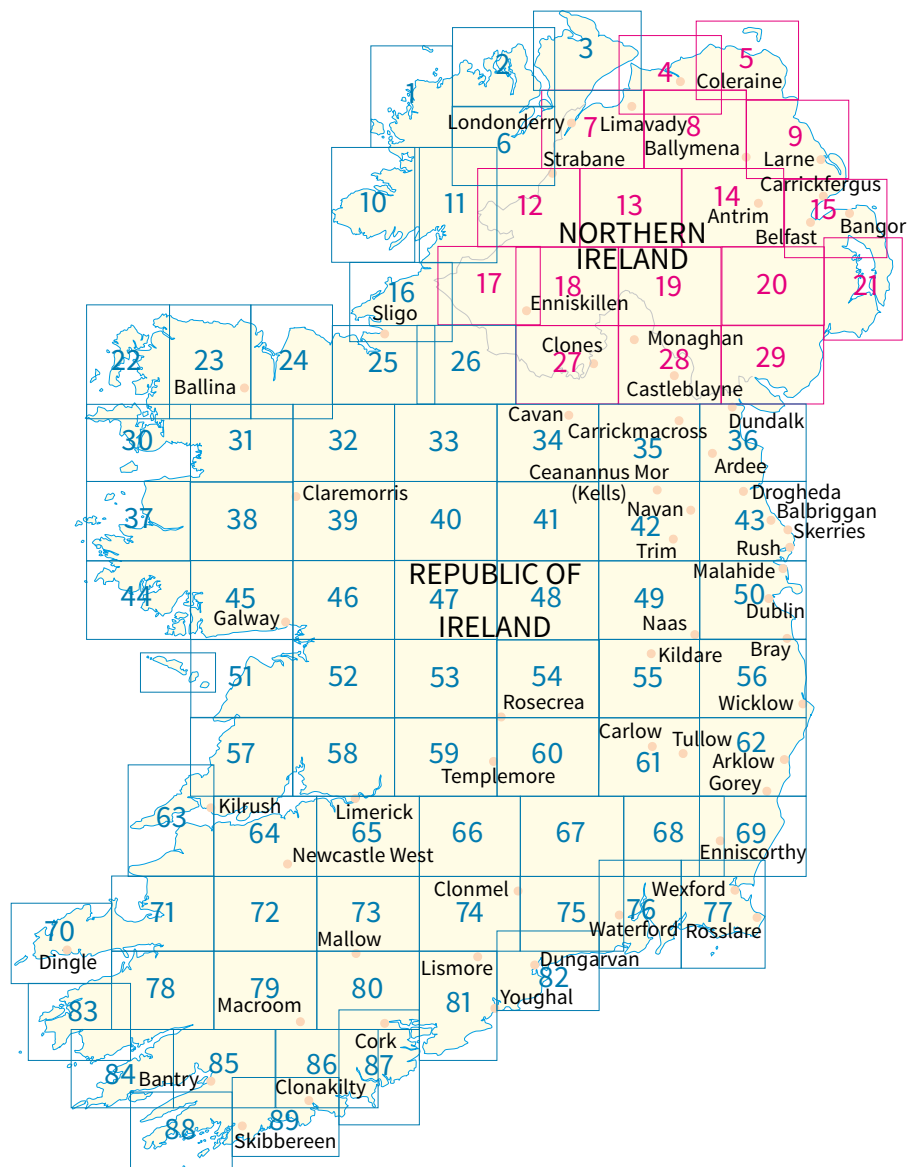 3
2
5
4
Coleraine
1
Londonderry
7
Limavady
8
6
Ballymena
9
Strabane
Larne
Carrickfergus
10
11
12
13
14
15
Antrim
Bangor
Belfast
NORTHERN
IRELAND
16
17
18
19
20
21
Sligo
Enniskillen
22
23
24
25
26
Clones
27
Monaghan
28
29
Ballina
Castleblayne
30
31
32
33
Cavan
34
Carrickmacross
35
Dundalk
36
Ardee
Ceanannus Mor
(Kells)
Claremorris
Drogheda
37
38
39
40
41
Navan
42
43
Balbriggan
Skerries
Trim
Rush
Malahide
44
45
46
REPUBLIC OF
IRELAND
47
48
49
50
Dublin
Galway
Naas
Bray
51
52
53
54
Kildare
55
56
Rosecrea
Wicklow
57
58
59
60
Carlow
61
Tullow
62
Arklow
Templemore
Gorey
63
Kilrush
64
Limerick
65
66
67
68
69
Newcastle West
Enniscorthy
70
71
72
73
Clonmel
74
75
76
Wexford
77
Waterford
Rosslare
Dingle
Mallow
Lismore
Dungarvan
82
78
79
80
81
Youghal
Macroom
83
Cork
84
Bantry
85
86
87
Clonakilty
88
89
Skibbereen